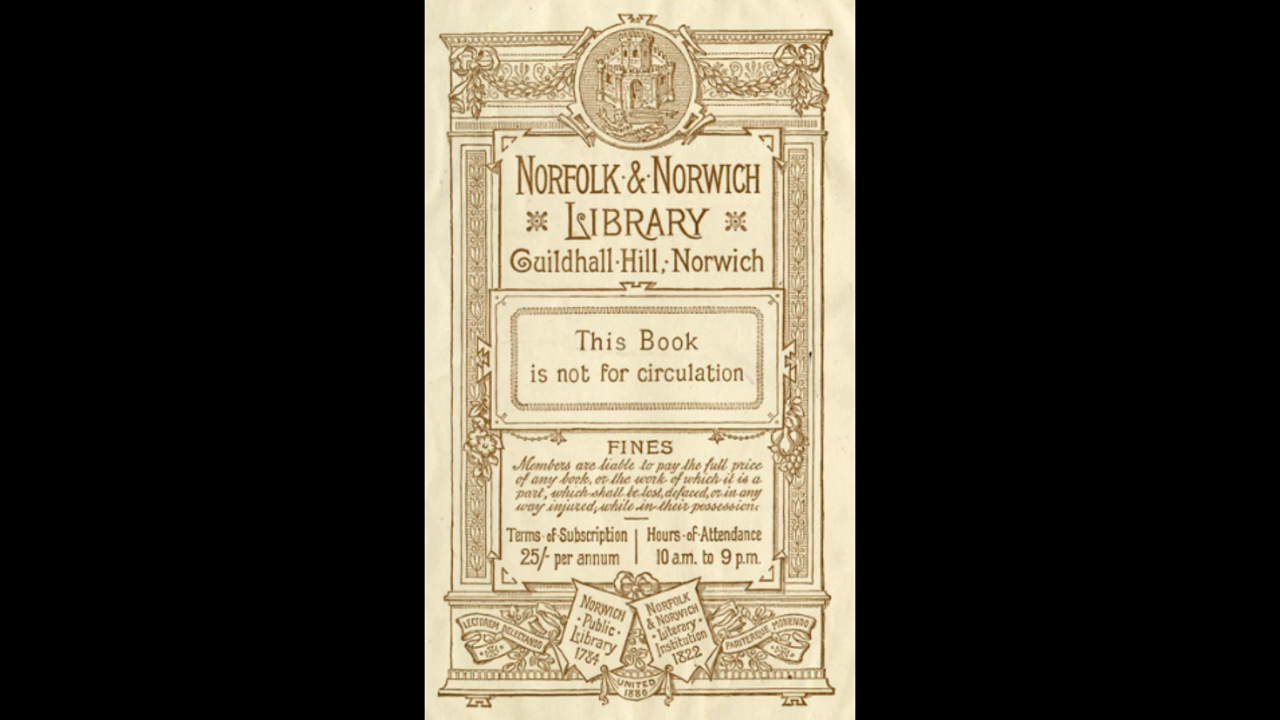 NORFOLK·&·NORWICH
LIBRARY
Guildhall·Hill,·Norwich
This Book
is not for circulation
FINES
Members are liable to pay the full price
of any book, or the work of which it is a
part, which shall be lost, defaced, or in any
way injured, while in their possession.
Terms·of·Subscription
25/- per annum
Hours·of·Attendance
10 a.m. to 9 p.m.
NORWICH
·Public·
Library
1784
NORFOLK
& NORWICH
·Literary·
Institution
1822
LECTOREM DELECTANDO
PARITERQUE MONENDO
UNITED
1886